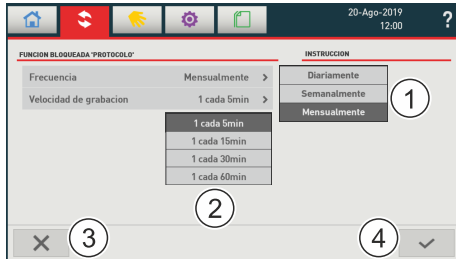 20-Ago-2019
12:00
?
FUNCION BLOQUEADA 'PROTOCOLO'
INSTRUCCION
Frecuencia Mensualmente >
Velocidad de grabacion 1 cada 5min >
Diariamente
Semanalmente
Mensualmente
1
1 cada 5min
1 cada 15min
1 cada 30min
1 cada 60min
2
3
4